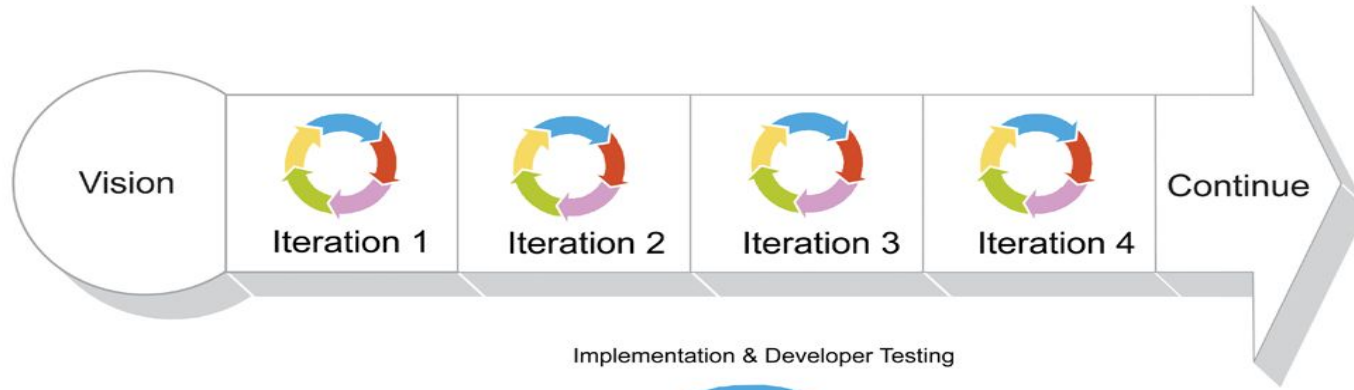 Vision
Iteration 1
Iteration 2
Iteration 3
Iteration 4
Continue
Implementation & Developer Testing